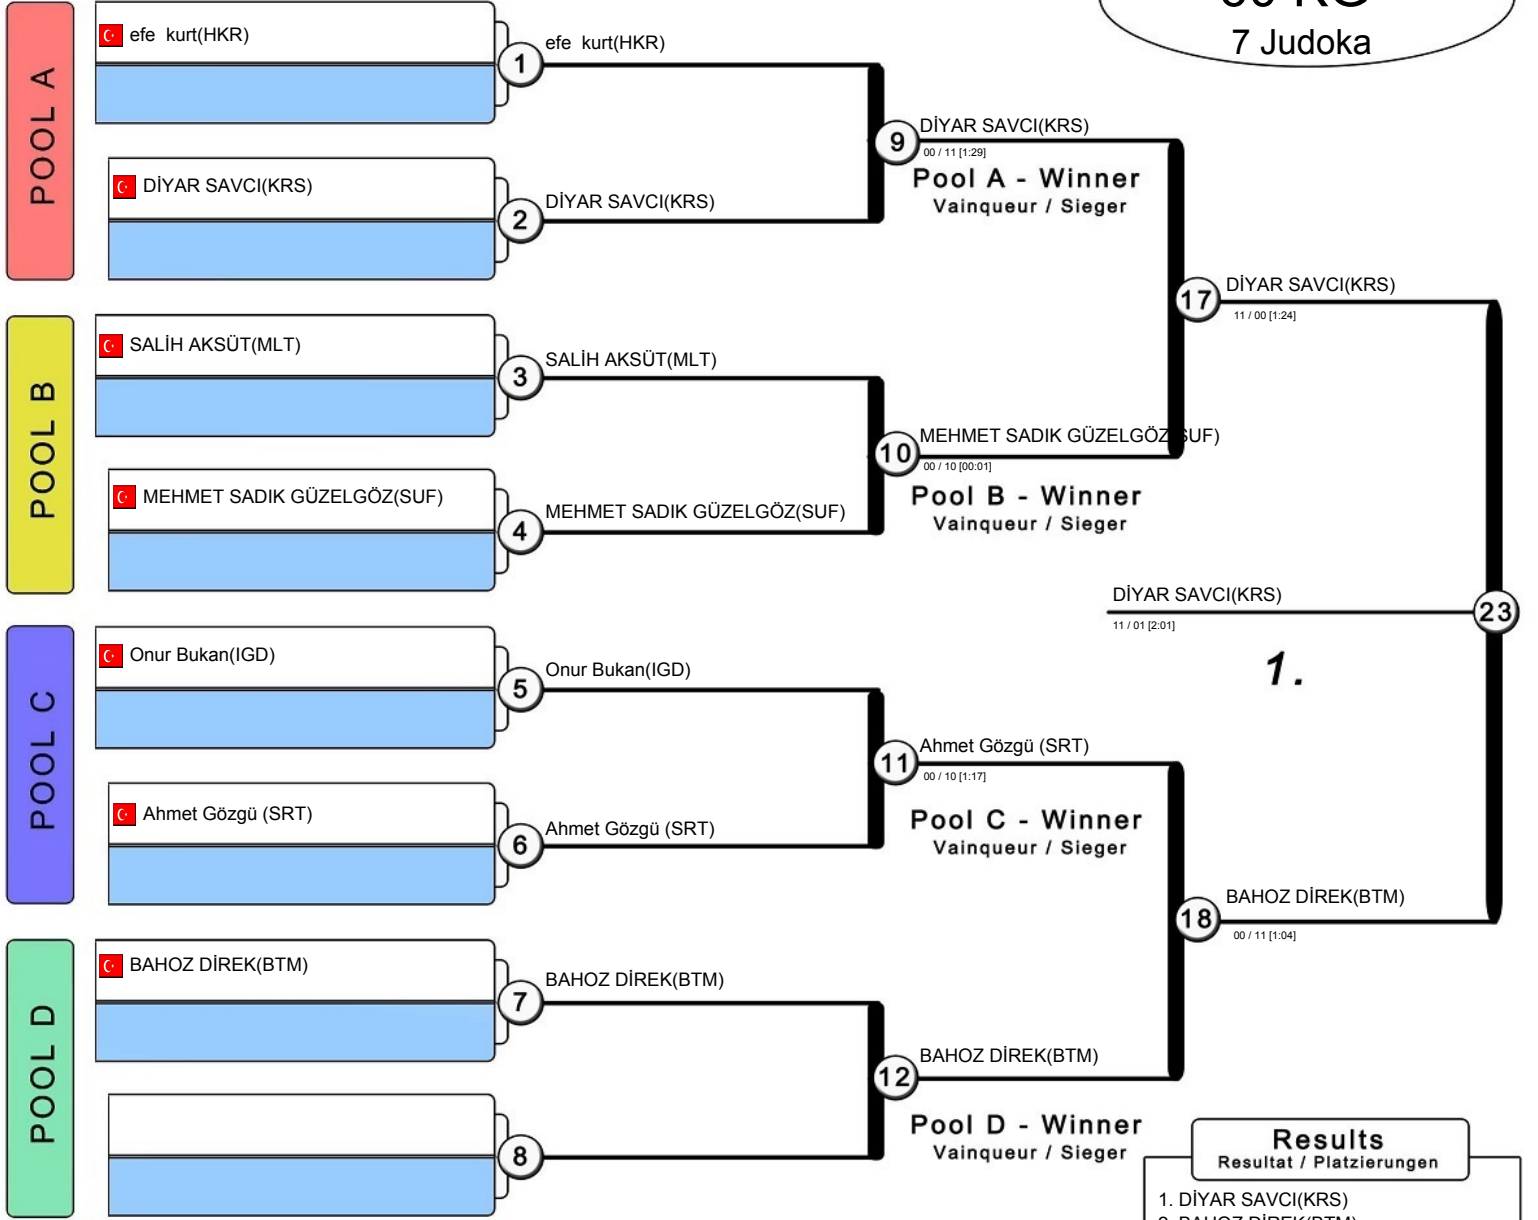 7 Judoka
POOL A
efe kurt(HKR)
1
efe kurt(HKR)
DİYAR SAVCI(KRS)
2
DİYAR SAVCI(KRS)
9
DİYAR SAVCI(KRS)
00 / 11 [1:29]
Pool A - Winner
Vainqueur / Sieger
POOL B
SALİH AKSÜT(MLT)
3
SALİH AKSÜT(MLT)
MEHMET SADIK GÜZELGÖZ(SUF)
4
MEHMET SADIK GÜZELGÖZ(SUF)
10
MEHMET SADIK GÜZELGÖZ(SUF)
00 / 10 [00:01]
Pool B - Winner
Vainqueur / Sieger
17
DİYAR SAVCI(KRS)
11 / 00 [1:24]
DİYAR SAVCI(KRS)
11 / 01 [2:01]
23
1.
POOL C
Onur Bukan(IGD)
5
Onur Bukan(IGD)
Ahmet Gözgü (SRT)
6
Ahmet Gözgü (SRT)
11
Ahmet Gözgü (SRT)
00 / 10 [1:17]
Pool C - Winner
Vainqueur / Sieger
18
BAHOZ DİREK(BTM)
00 / 11 [1:04]
POOL D
BAHOZ DİREK(BTM)
7
BAHOZ DİREK(BTM)
8
12
BAHOZ DİREK(BTM)
Pool D - Winner
Vainqueur / Sieger
Results
Resultat / Platzierungen
1. DİYAR SAVCI(KRS)
2. BAHOZ DİREK(BTM)